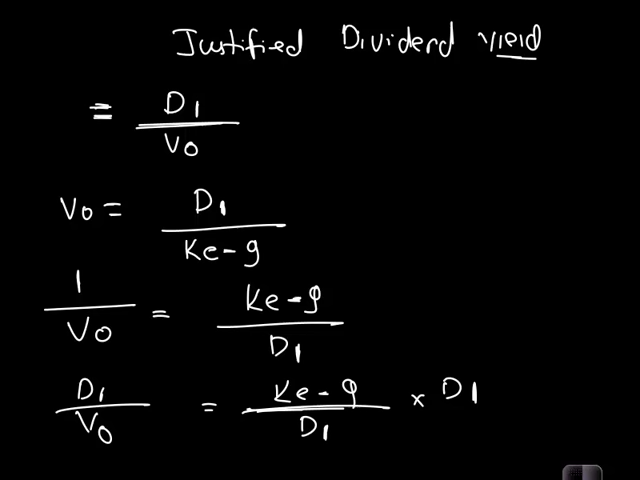 Justified Dividend yield
= D1 / V0
V0 = D1 / Ke-g
1 / V0 = Ke-g / D1
D1 / V0 = Ke-g / D1 × D1